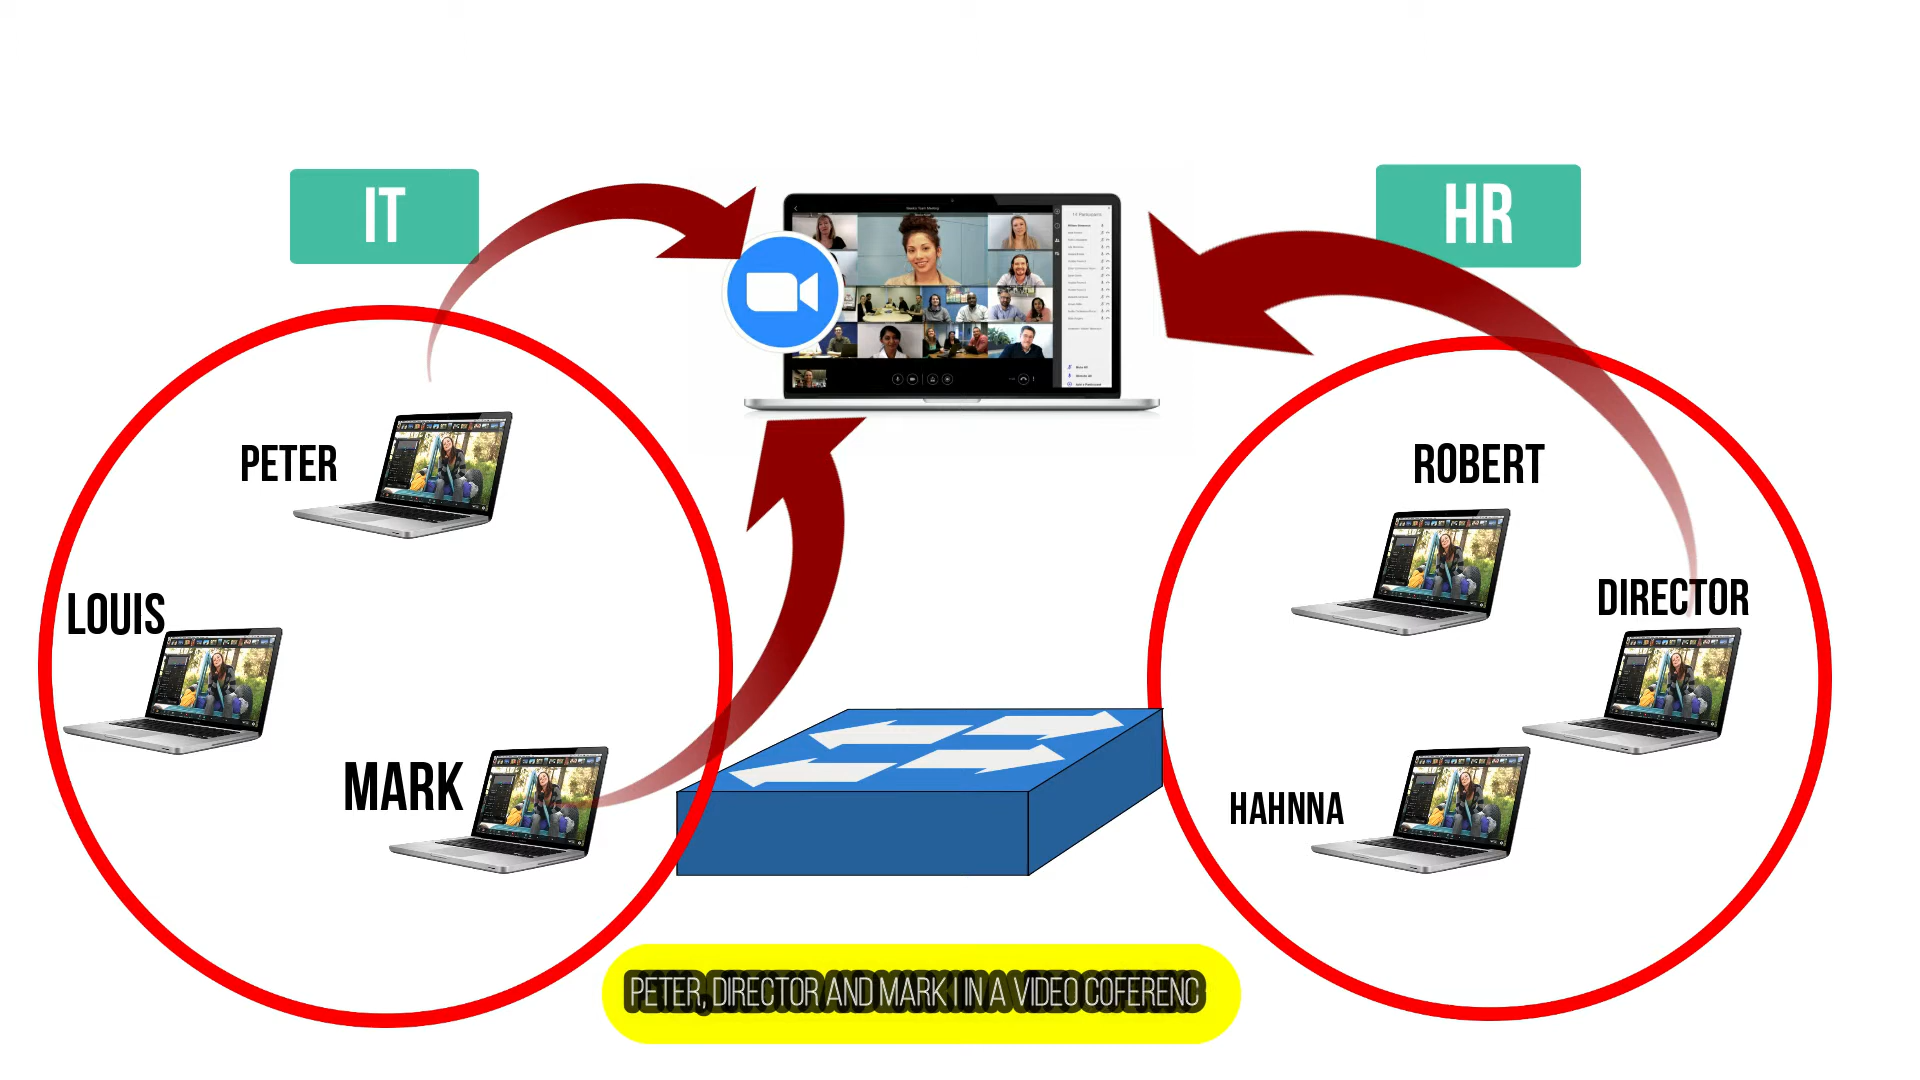 IT
HR
PETER
ROBERT
LOUIS
DIRECTOR
MARK
HAHNNA
PETER, DIRECTOR AND MARK I IN A VIDEO COFERENC